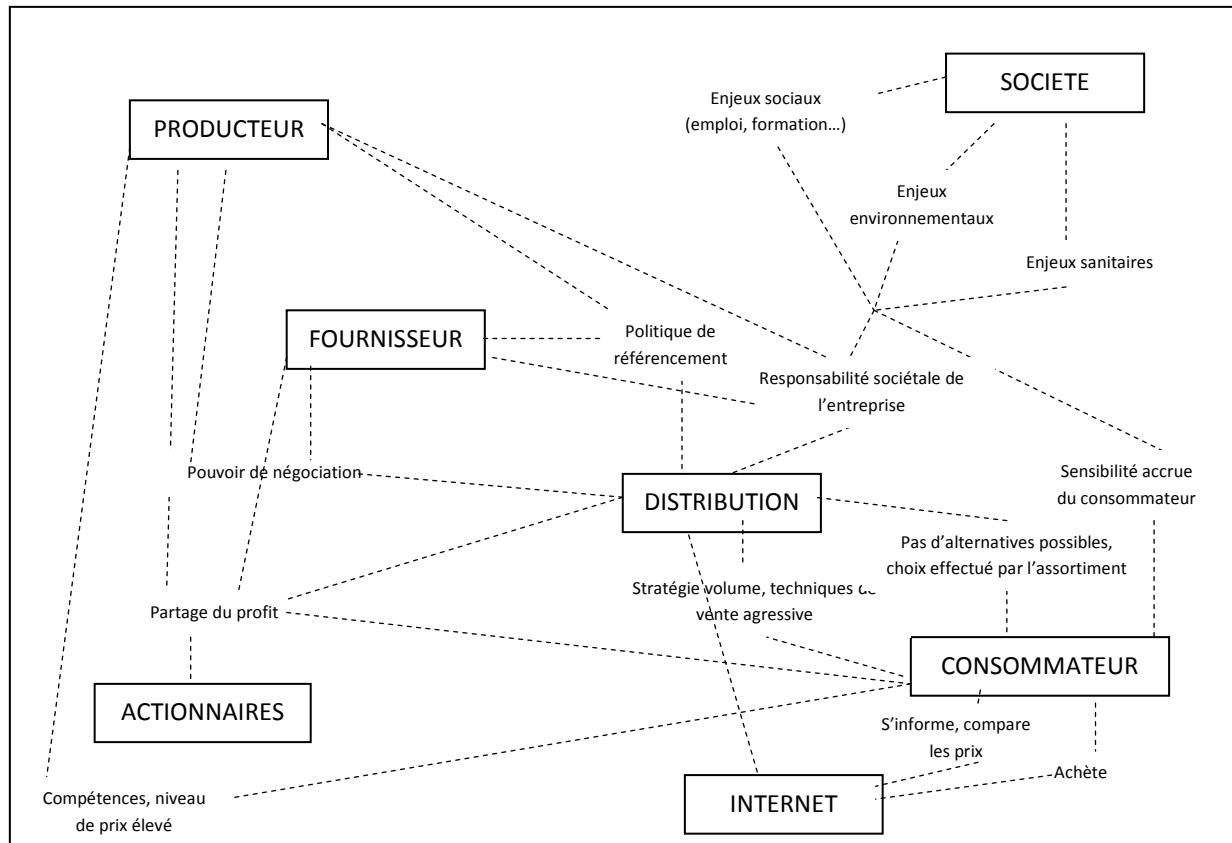 SOCIETE
Enjeux sociaux
(emploi, formation...)
PRODUCTEUR
Enjeux
environnementaux
Enjeux sanitaires
FOURNISSEUR
Politique de
référencement
Responsabilité sociétale de
l'entreprise
Pouvoir de négociation
Sensibilité accrue
du consommateur
DISTRIBUTION
Pas d'alternatives possibles,
choix effectué par l'assortiment
Stratégie volume, techniques
vente agressive
Partage du profit
CONSOMMATEUR
ACTIONNAIRES
S'informe, compare
les prix
Achète
INTERNET
Compétences, niveau
de prix élevé